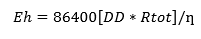 Eh = 86400[DD * Rtot]/η